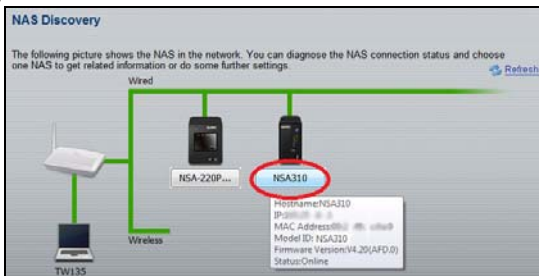 NAS Discovery
The following picture shows the NAS in the network. You can diagnose the NAS connection status and choose
one NAS to get related information or do some further settings.
Refresh
Wired
NSA-220P...
NSA310
Hostname:NSA310
IP:
MAC Address:
Model ID: NSA310
Firmware Version:V4.20(AFD.0)
Status:Online
Wireless
TW135